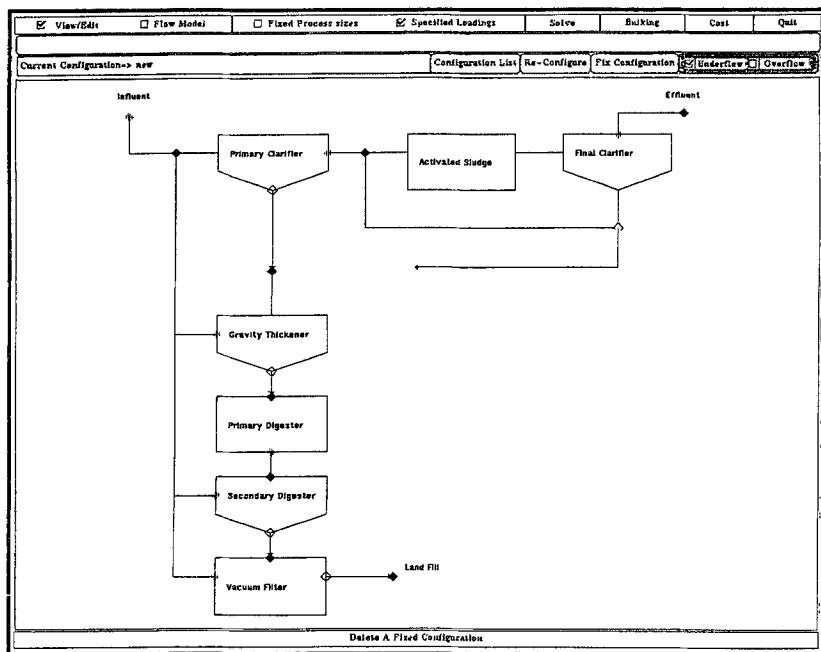 View/Edit Flow Model Fixed Process sizes Specified Loadings Solve Bulking Cost Quit
Current Configuration=> new Configuration List Re-Configure Fix Configuration Underflow Overflow
Influent Effluent
Primary Clarifier Activated Sludge Final Clarifier
Gravity Thickener
Primary Digester
Secondary Digester
Land Fill
Vacuum Filter
Delete A Fixed Configuration